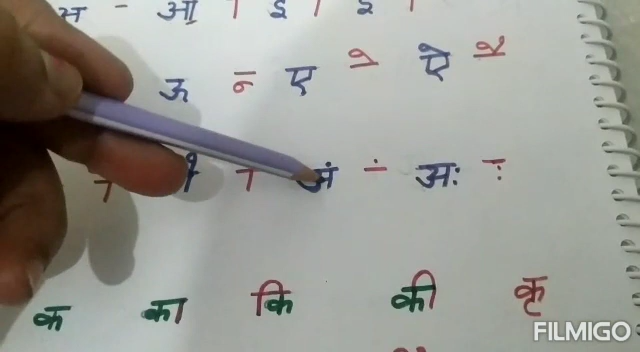 अ - आ ा इ ि ई ी
ऊ ू ए े ऐ ै
अं ं अः ः
क का कि की कृ
FILMIGO